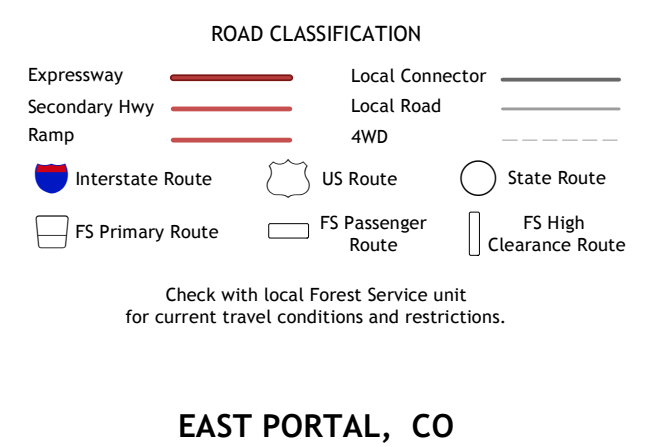 ROAD CLASSIFICATION
Expressway
Local Connector
Secondary Hwy
Local Road
Ramp
4WD
Interstate Route
US Route
State Route
FS Primary Route
FS Passenger
Route
FS High
Clearance Route
Check with local Forest Service unit
for current travel conditions and restrictions.
EAST PORTAL, CO